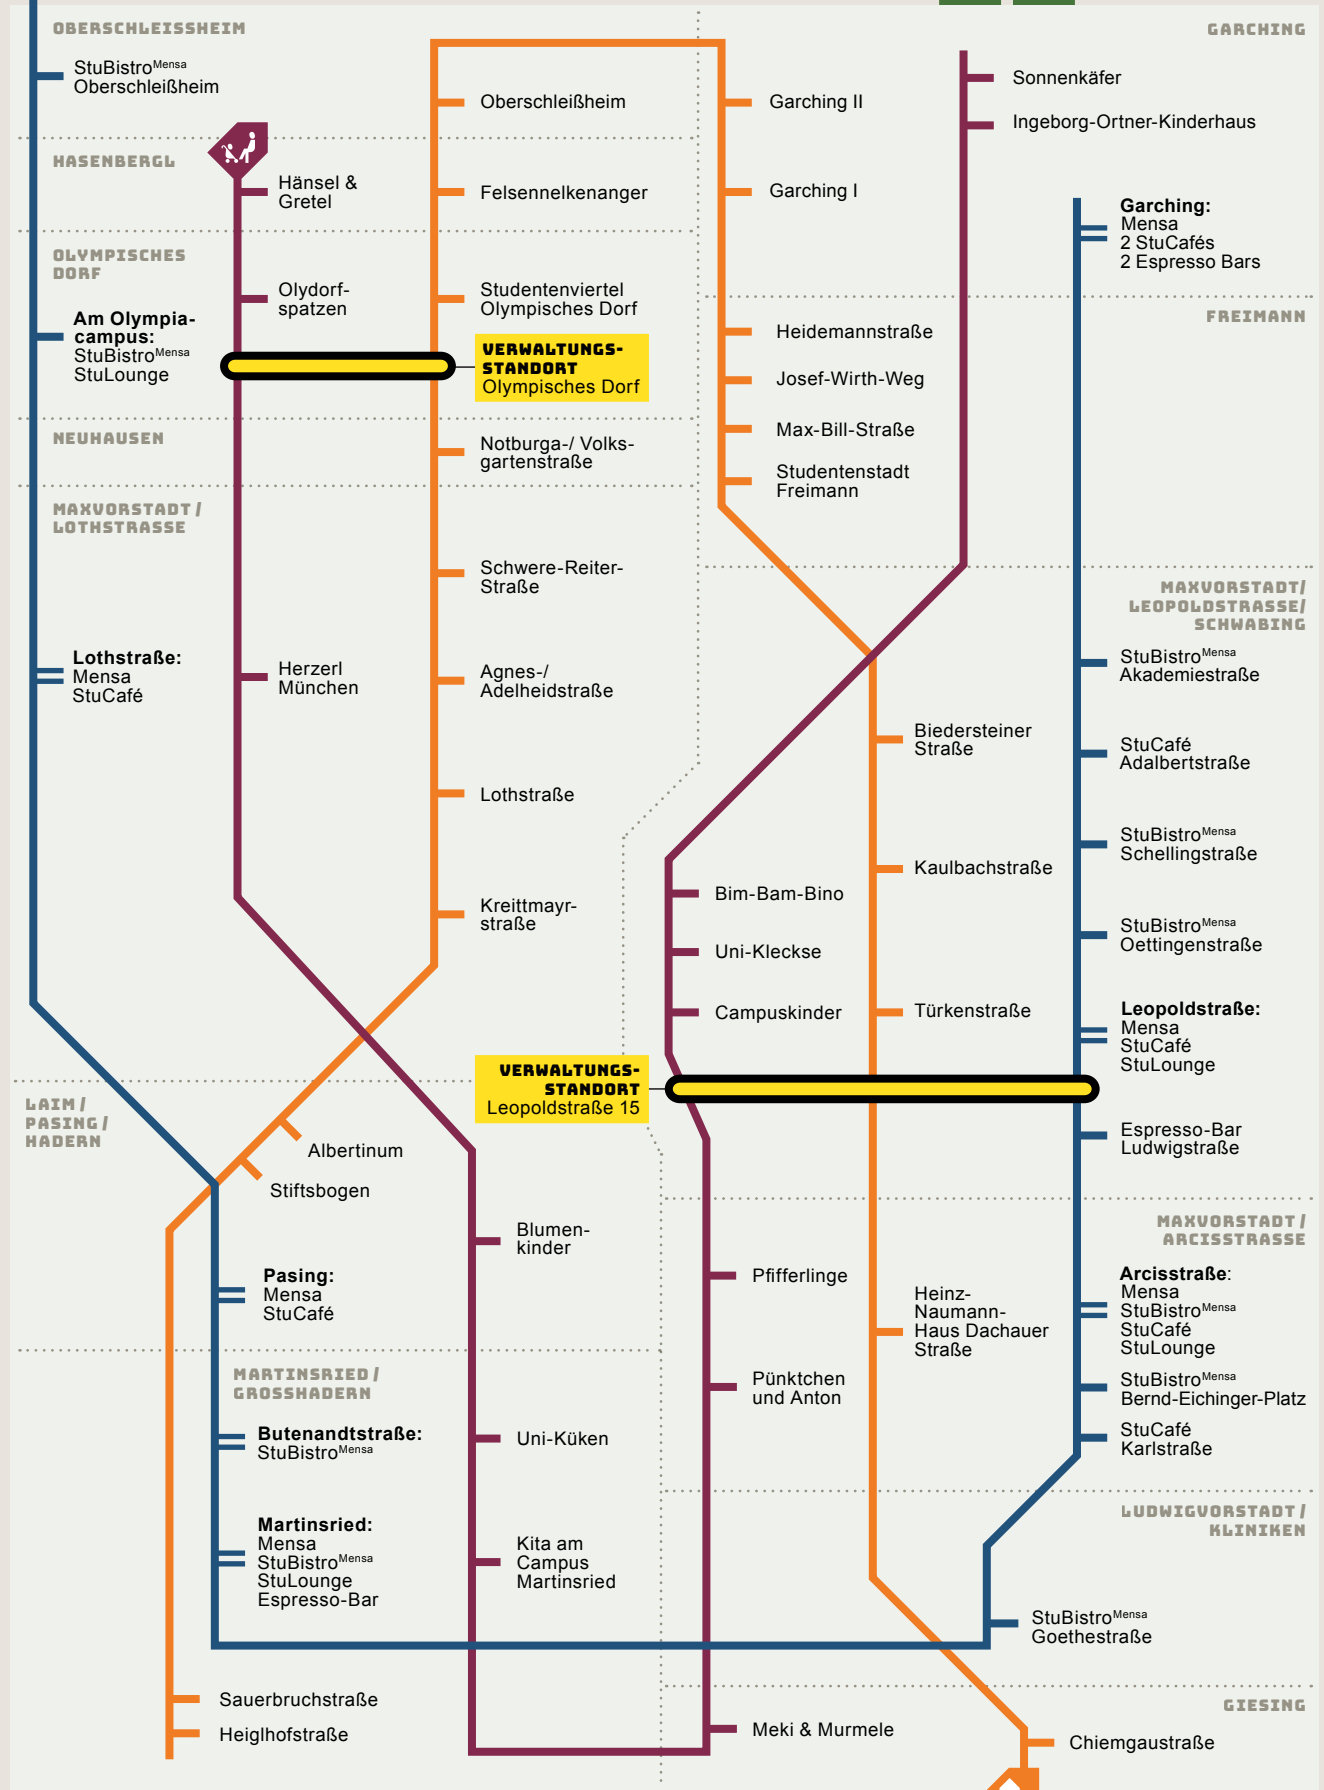 OBERSCHLEISSHEIM
StuBistroMensa
Oberschleißheim
HASENBERGL
Hänsel &
Gretel
OLYMPISCHES
DORF
Olydorf-
spatzen
Am Olympia-
campus:
StuBistroMensa
StuLounge
NEUHAUSEN
MAXVORSTADT /
LOTHSTRASSE
Lothstraße:
Mensa
StuCafé
Herzerl
München
Oberschleißheim
Felsennelkenanger
Studentenviertel
Olympisches Dorf
VERWALTUNGS-
STANDORT
Olympisches Dorf
Notburga-/ Volks-
gartenstraße
Schwere-Reiter-
Straße
Agnes-/
Adelheidstraße
Lothstraße
Kreittmayr-
straße
GARCHING
Garching II
Garching I
Sonnenkäfer
Ingeborg-Ortner-Kinderhaus
Garching:
Mensa
2 StuCafés
2 Espresso Bars
FREIMANN
Heidemannstraße
Josef-Wirth-Weg
Max-Bill-Straße
Studentenstadt
Freimann
MAXVORSTADT/
LEOPOLDSTRASSE/
SCHWABING
StuBistroMensa
Akademiestraße
Biedersteiner
Straße
StuCafé
Adalbertstraße
StuBistroMensa
Schellingstraße
Kaulbachstraße
Bim-Bam-Bino
Uni-Kleckse
Campuskinder
StuBistroMensa
Oettingenstraße
Türkenstraße
Leopoldstraße:
Mensa
StuCafé
StuLounge
VERWALTUNGS-
STANDORT
Leopoldstraße 15
Espresso-Bar
Ludwigstraße
LAIM /
PASING /
HADERN
Albertinum
Stiftsbogen
Blumen-
kinder
Pasing:
Mensa
StuCafé
MARTINSRIED /
GROSSHADERN
Butenandtstraße:
StuBistroMensa
Uni-Küken
Martinsried:
Mensa
StuBistroMensa
StuLounge
Espresso-Bar
Kita am
Campus
Martinsried
Sauerbruchstraße
Heiglhofstraße
MAXVORSTADT /
ARCISSTRASSE
Pfifferlinge
Heinz-
Naumann-
Haus Dachauer
Straße
Arcisstraße:
Mensa
StuBistroMensa
StuCafé
StuLounge
Pünktchen
und Anton
StuBistroMensa
Bernd-Eichinger-Platz
StuCafé
Karlstraße
LUDWIGVORSTADT /
KLINIKEN
StuBistroMensa
Goethestraße
GIESING
Meki & Murmele
Chiemgaustraße